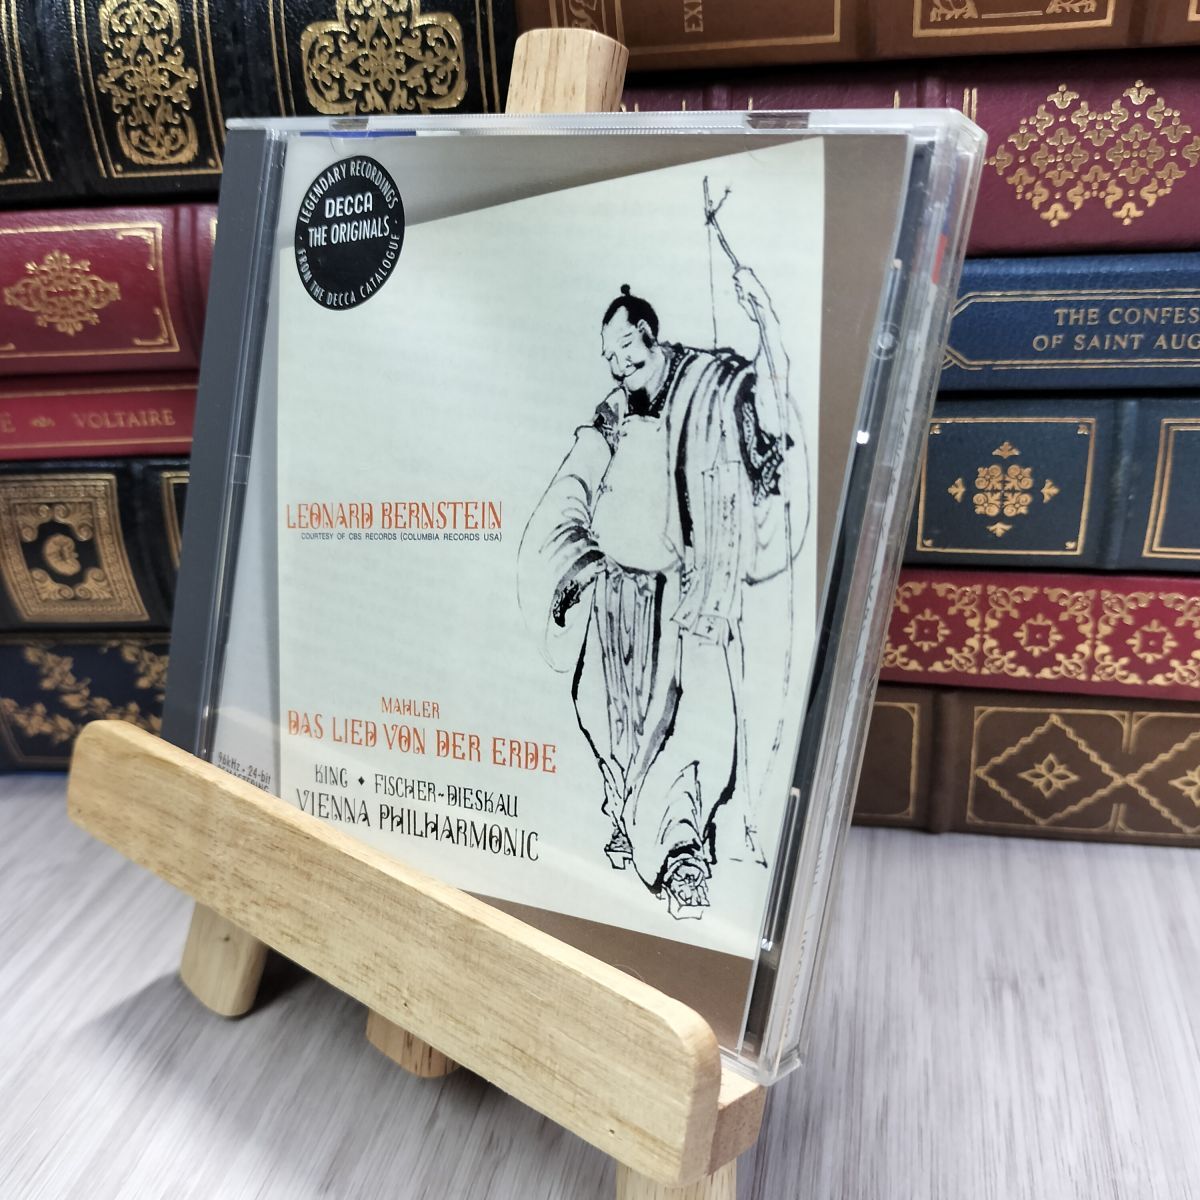 LEGENDARY RECORDINGS
DECCA
THE ORIGINALS
FROM THE DECCA CATALOGUE
LEONARD BERNSTEIN
COURTESY OF CBS RECORDS (COLUMBIA RECORDS USA)
MAHLER
DAS LIED VON DER ERDE
KING • FISCHER-DIESKAU
VIENNA PHILHARMONIC
96kHz • 24-bit
REMASTERING
VOLTAIRE
THE CONFES
OF SAINT AUG